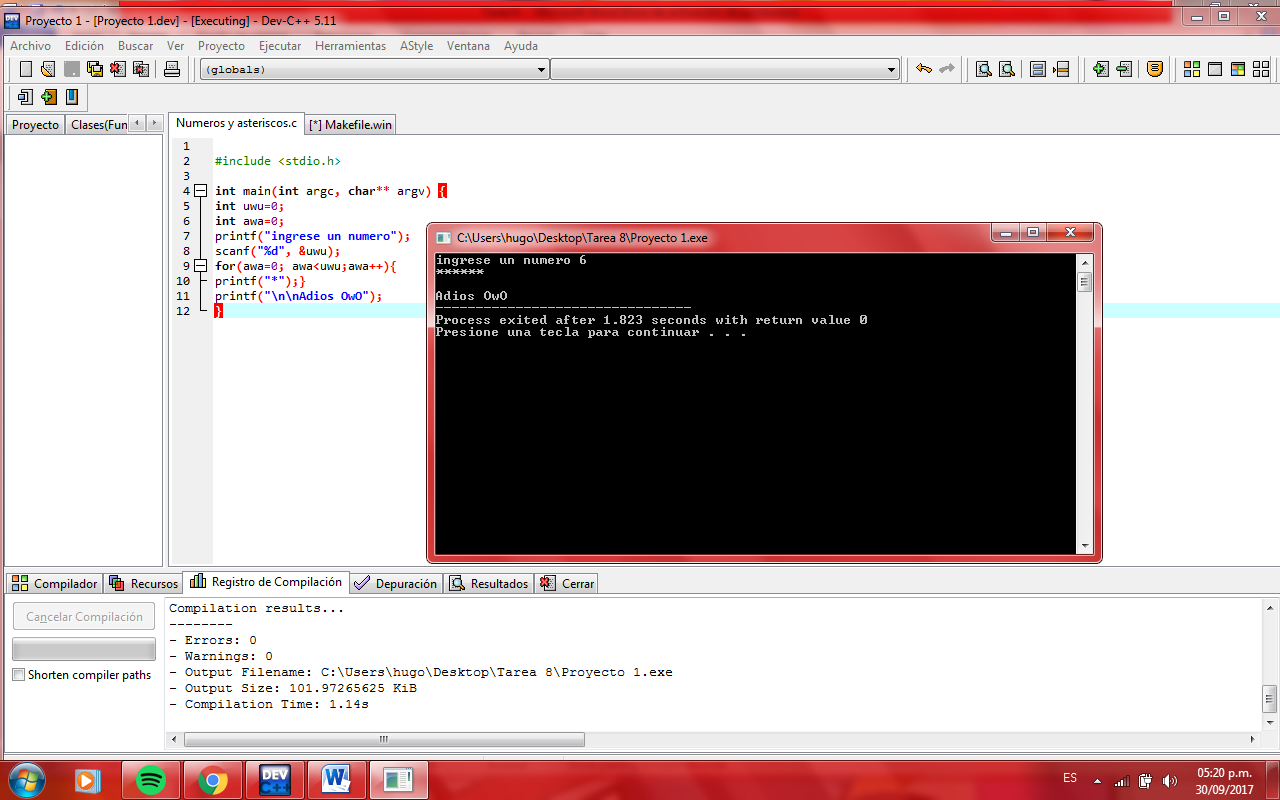 Proyecto 1 - [Proyecto 1.dev] - [Executing] - Dev-C++ 5.11
Archivo Edición Buscar Ver Proyecto Ejecutar Herramientas AStyle Ventana Ayuda
(globals)
Proyecto Clases(Fun
Numeros y asteriscos.c [*] Makefile.win
1
2 #include <stdio.h>
3
4 int main(int argc, char** argv) {
5 int uwu=0;
6 int awa=0;
7 printf("ingrese un numero");
8 scanf("%d", &uwu);
9 for(awa=0; awa<uwu;awa++){
10 printf("*");}
11 printf("\n\nAdios OwO");
12 }
C:\Users\hugo\Desktop\Tarea 8\Proyecto 1.exe
ingrese un numero 6
******
Adios OwO
--------------------------------
Process exited after 1.823 seconds with return value 0
Presione una tecla para continuar . . .
Compilador Recursos Registro de Compilación Depuración Resultados Cerrar
Cancelar Compilación
Shorten compiler paths
Compilation results...
--------
- Errors: 0
- Warnings: 0
- Output Filename: C:\Users\hugo\Desktop\Tarea 8\Proyecto 1.exe
- Output Size: 101.97265625 KiB
- Compilation Time: 1.14s
DEV C++
W
ES
05:20 p.m.
30/09/2017